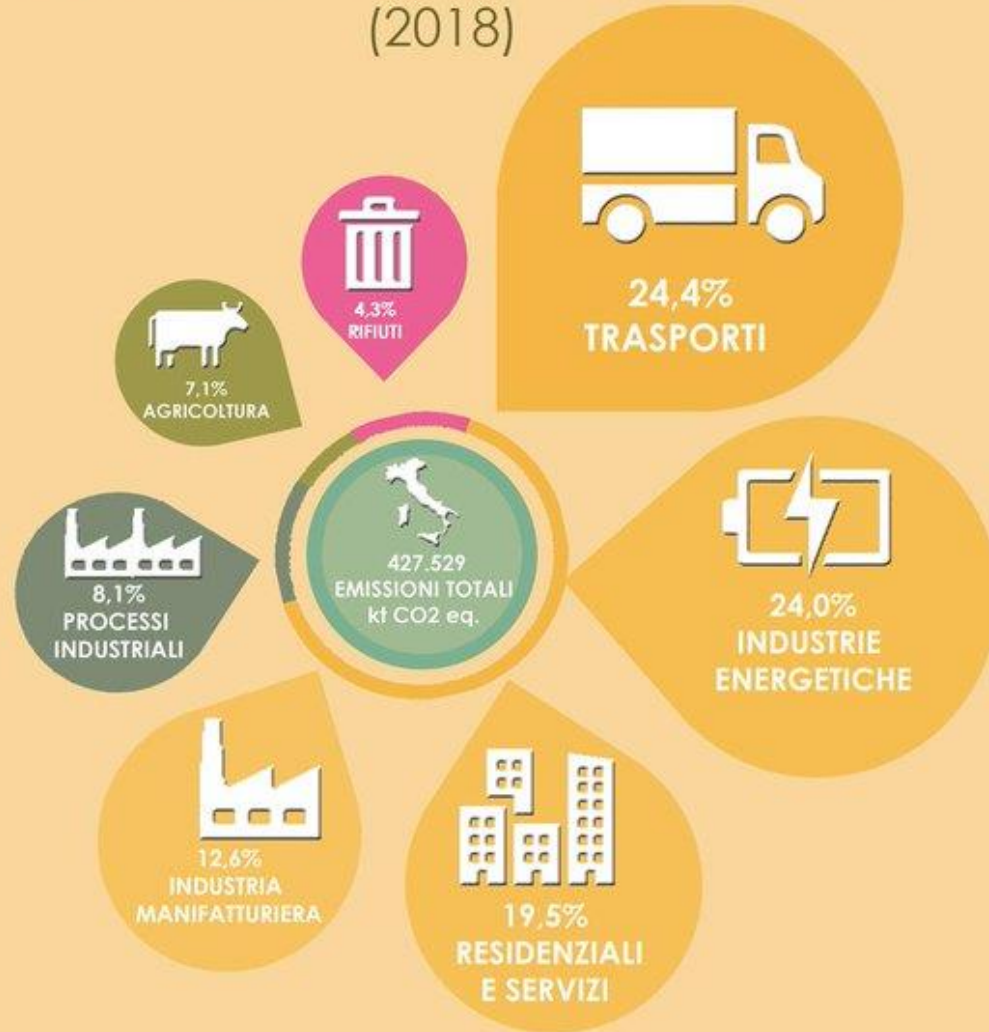 (2018)
24,4%
TRASPORTI
4,3%
RIFIUTI
7,1%
AGRICOLTURA
427.529
EMISSIONI TOTALI
kt CO2 eq.
24,0%
INDUSTRIE
ENERGETICHE
8,1%
PROCESSI
INDUSTRIALI
12,6%
INDUSTRIA
MANIFATTURIERA
19,5%
RESIDENZIALI
E SERVIZI